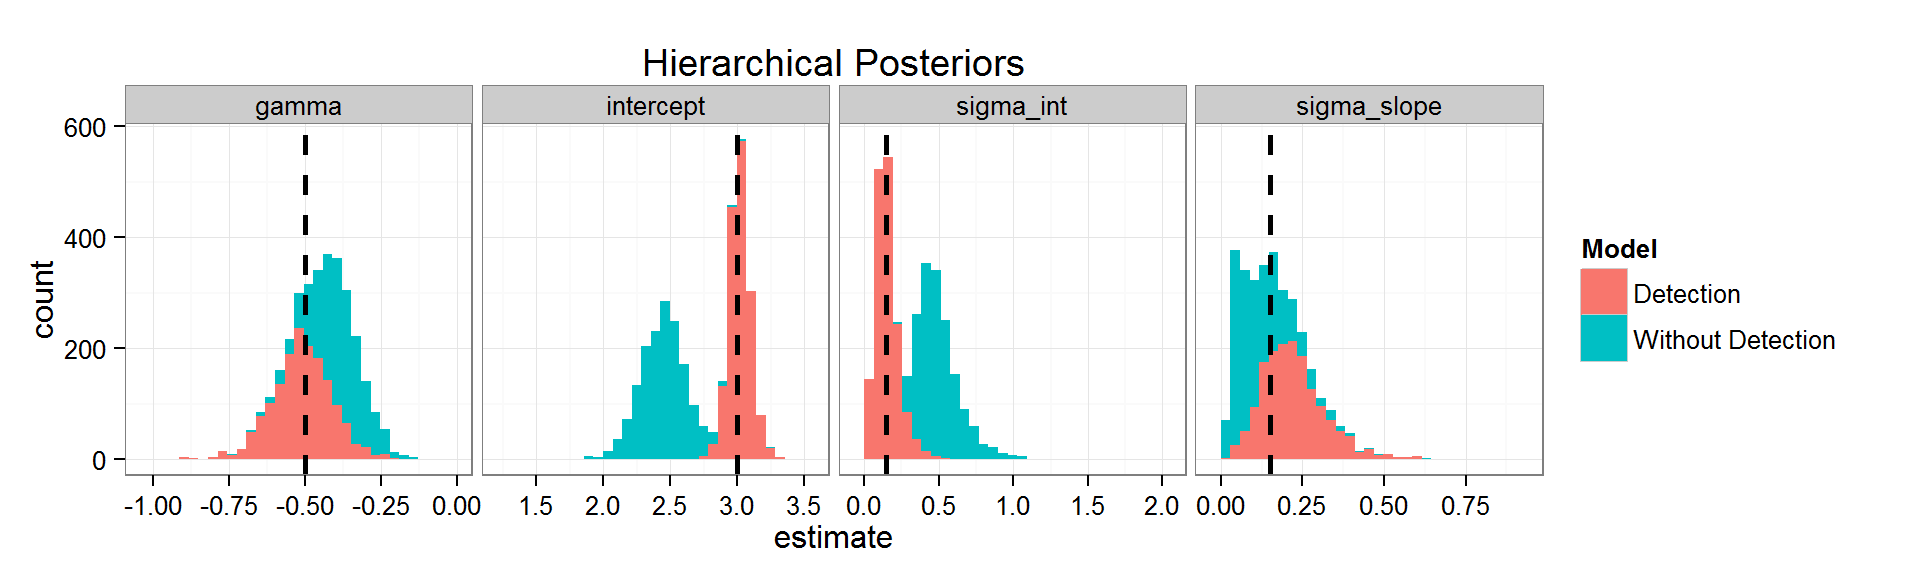 Hierarchical Posteriors
gamma intercept sigma_int sigma_slope
600
400
200
0
count
-1.00 -0.75 -0.50 -0.25 0.00 1.5 2.0 2.5 3.0 3.5 0.0 0.5 1.0 1.5 2.0 0.00 0.25 0.50 0.75
estimate
Model
Detection
Without Detection